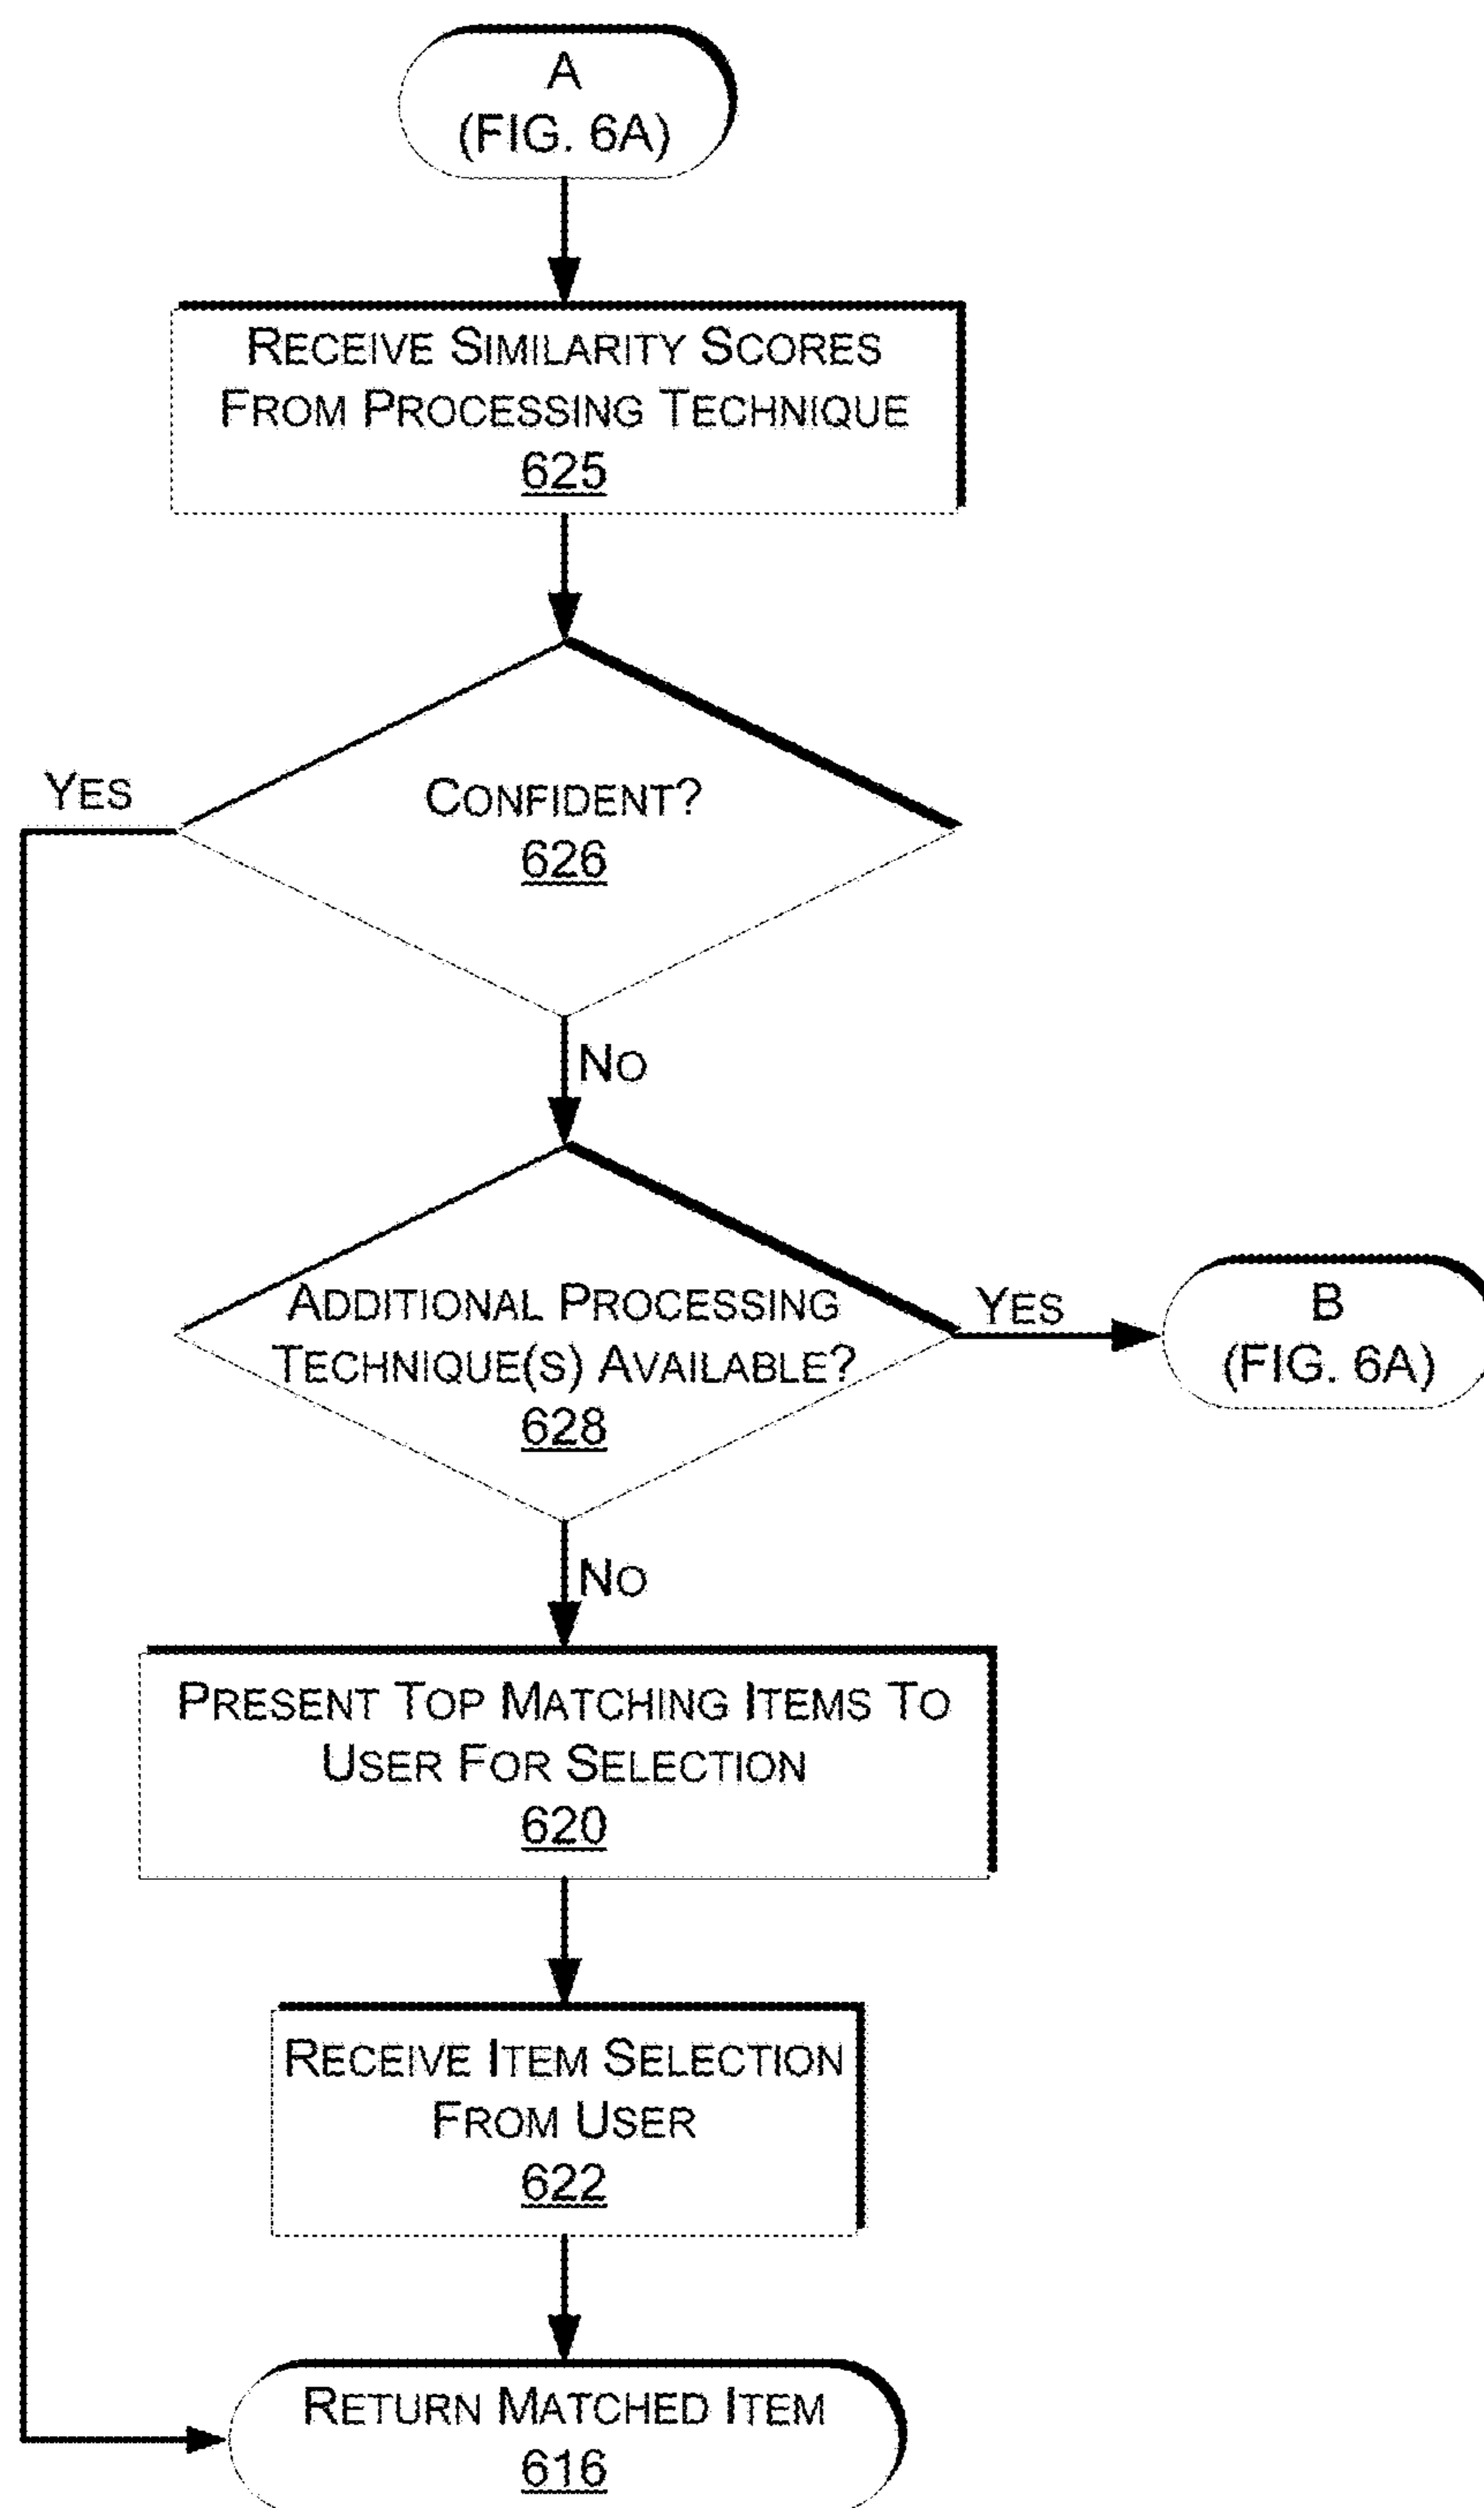 A
(FIG. 6A)
RECEIVE SIMILARITY SCORES
FROM PROCESSING TECHNIQUE
625
YES
CONFIDENT?
626
NO
ADDITIONAL PROCESSING
TECHNIQUE(S) AVAILABLE?
628
YES
B
(FIG. 6A)
NO
PRESENT TOP MATCHING ITEMS TO
USER FOR SELECTION
620
RECEIVE ITEM SELECTION
FROM USER
622
RETURN MATCHED ITEM
616